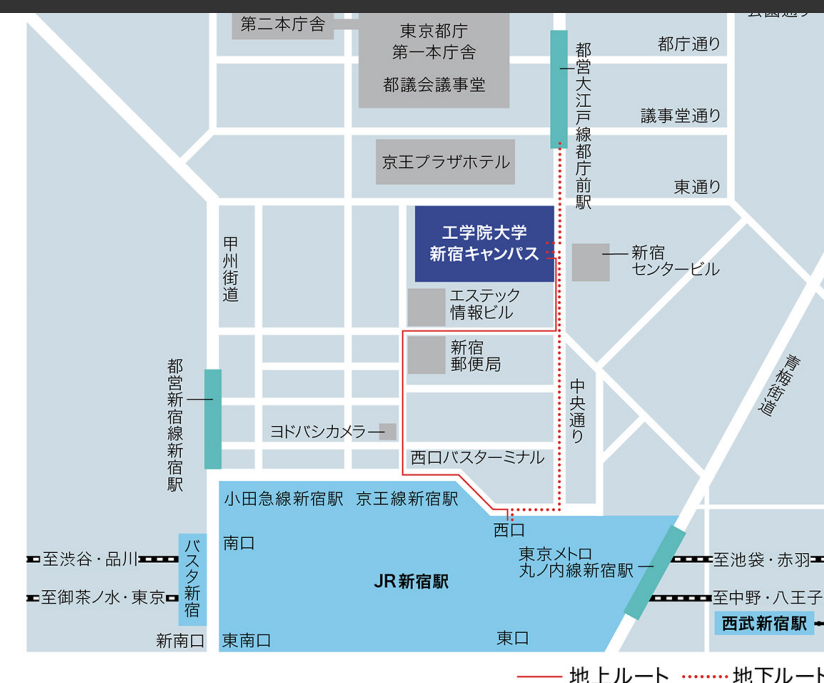 公園通り
第二本庁舎
東京都庁
第一本庁舎
都議会議事堂
都営大江戸線都庁前駅
都庁通り
議事堂通り
京王プラザホテル
東通り
甲州街道
工学院大学
新宿キャンパス
新宿
センタービル
エステック
情報ビル
新宿
郵便局
都営新宿線新宿駅
中央通り
青梅街道
ヨドバシカメラ
西口バスターミナル
小田急線新宿駅
京王線新宿駅
西口
南口
バスタ新宿
JR新宿駅
東京メトロ
丸ノ内線新宿駅
至渋谷・品川
至池袋・赤羽
至御茶ノ水・東京
至中野・八王子
西武新宿駅
新南口
東南口
東口
地上ルート
地下ルート